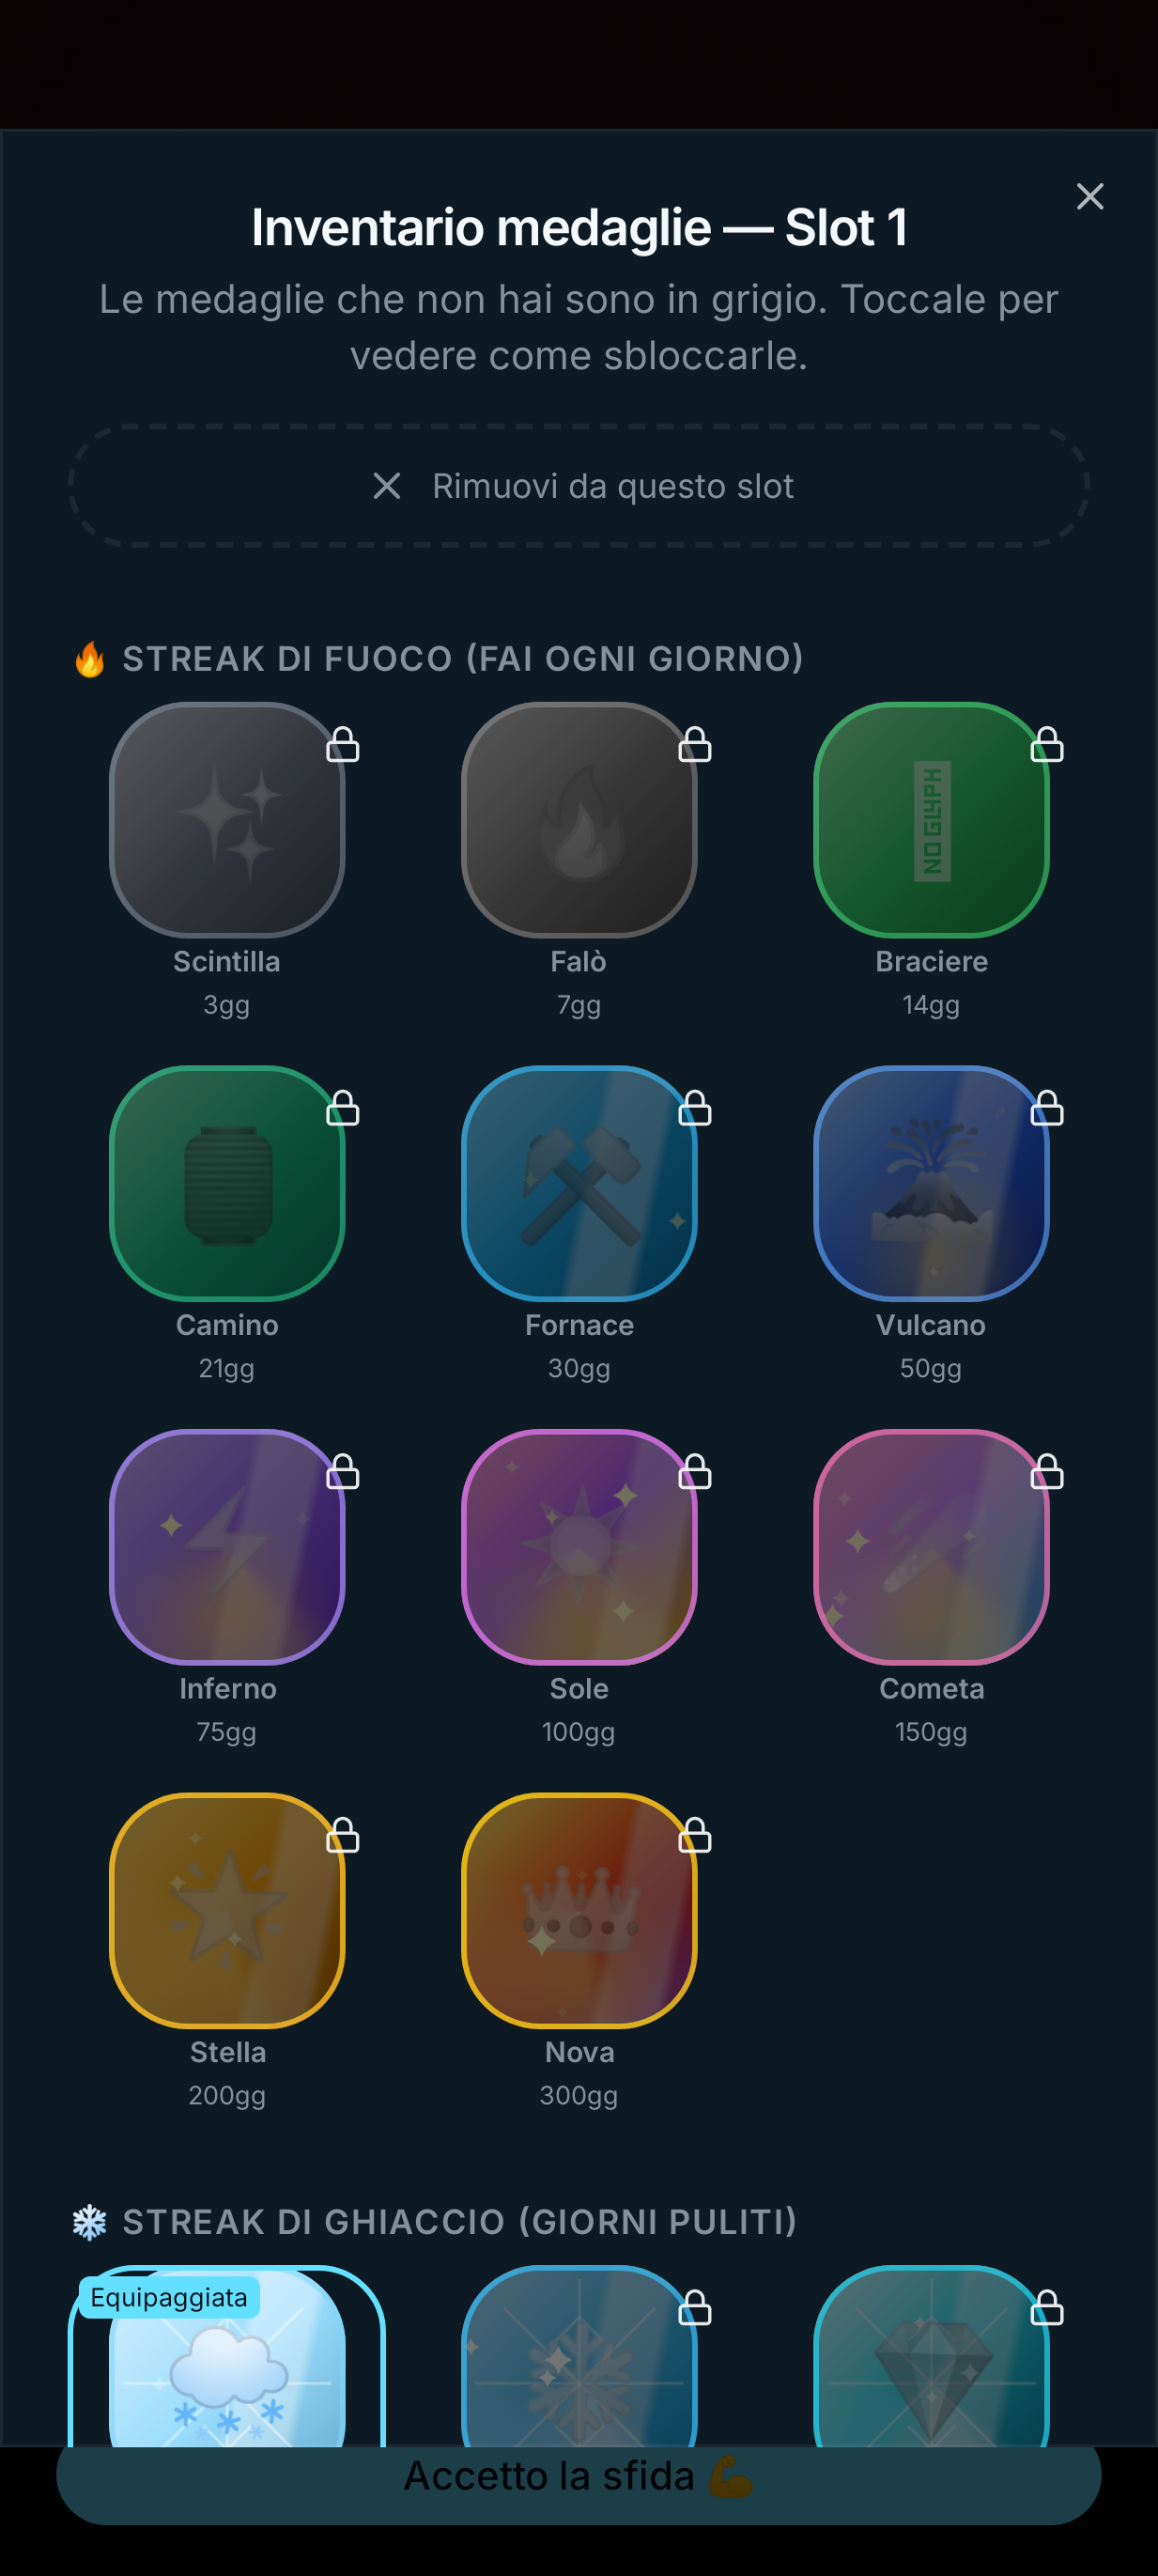 Inventario medaglie — Slot 1
Le medaglie che non hai sono in grigio. Toccale per
vedere come sbloccarle.
Rimuovi da questo slot
🔥 STREAK DI FUOCO (FAI OGNI GIORNO)
NO GLYPH
Scintilla
3gg
Falò
7gg
Braciere
14gg
Camino
21gg
Fornace
30gg
Vulcano
50gg
Inferno
75gg
Sole
100gg
Cometa
150gg
Stella
200gg
Nova
300gg
❄️ STREAK DI GHIACCIO (GIORNI PULITI)
Equipaggiata
Accetto la sfida 💪